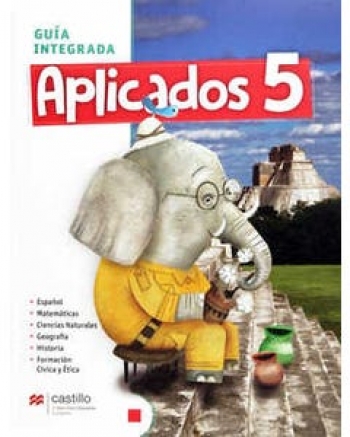 GUÍA
INTEGRADA
Aplicados 5
• Español
• Matemáticas
• Ciencias Naturales
• Geografía
• Historia
• Formación
Cívica y Ética
castillo